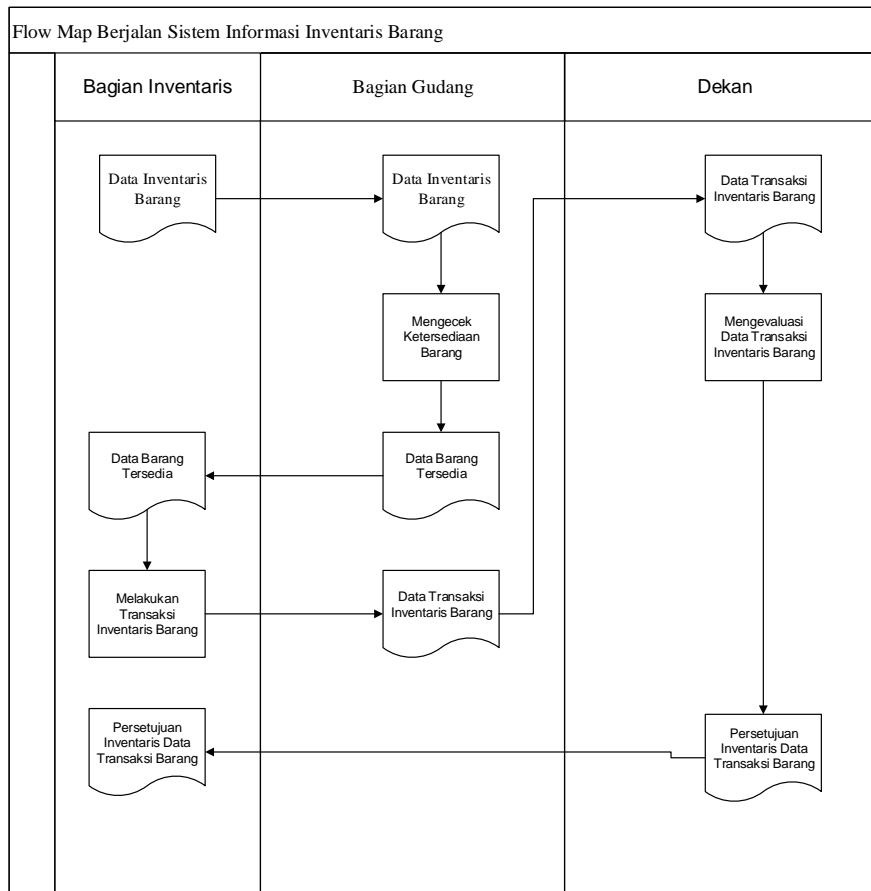 Flow Map Berjalan Sistem Informasi Inventaris Barang
Bagian Inventaris
Bagian Gudang
Dekan
Data Inventaris
Barang
Data Inventaris
Barang
Data Transaksi
Inventaris Barang
Mengecek
Ketersediaan
Barang
Mengevaluasi
Data Transaksi
Inventaris Barang
Data Barang
Tersedia
Data Barang
Tersedia
Melakukan
Transaksi
Inventaris Barang
Data Transaksi
Inventaris Barang
Persetujuan
Inventaris Data
Transaksi Barang
Persetujuan
Inventaris Data
Transaksi Barang